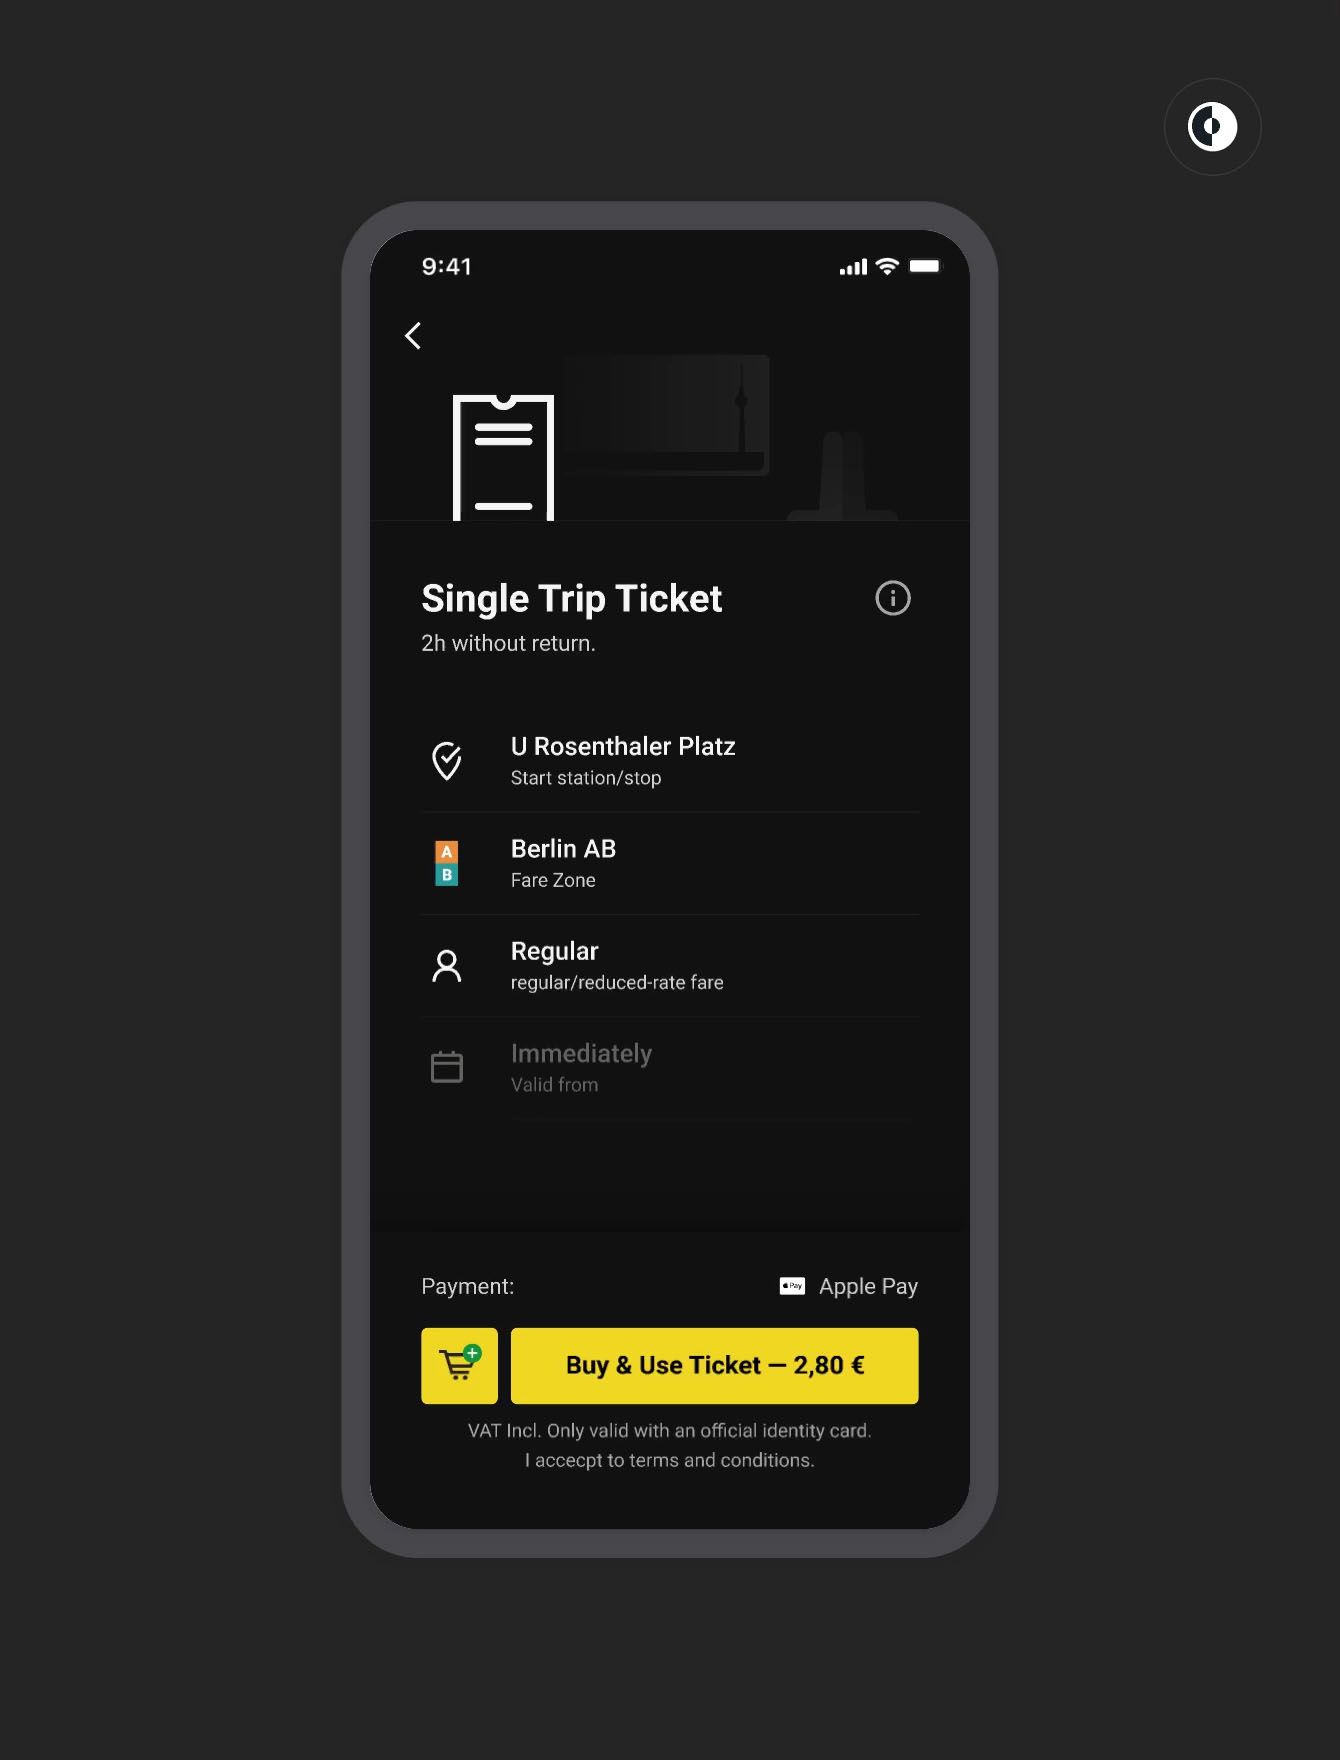 9:41
Single Trip Ticket
2h without return.
U Rosenthaler Platz
Start station/stop
A
B
Berlin AB
Fare Zone
Regular
regular/reduced-rate fare
Immediately
Valid from
Payment:
Pay
Apple Pay
Buy & Use Ticket — 2,80 €
VAT Incl. Only valid with an official identity card.
I accecpt to terms and conditions.